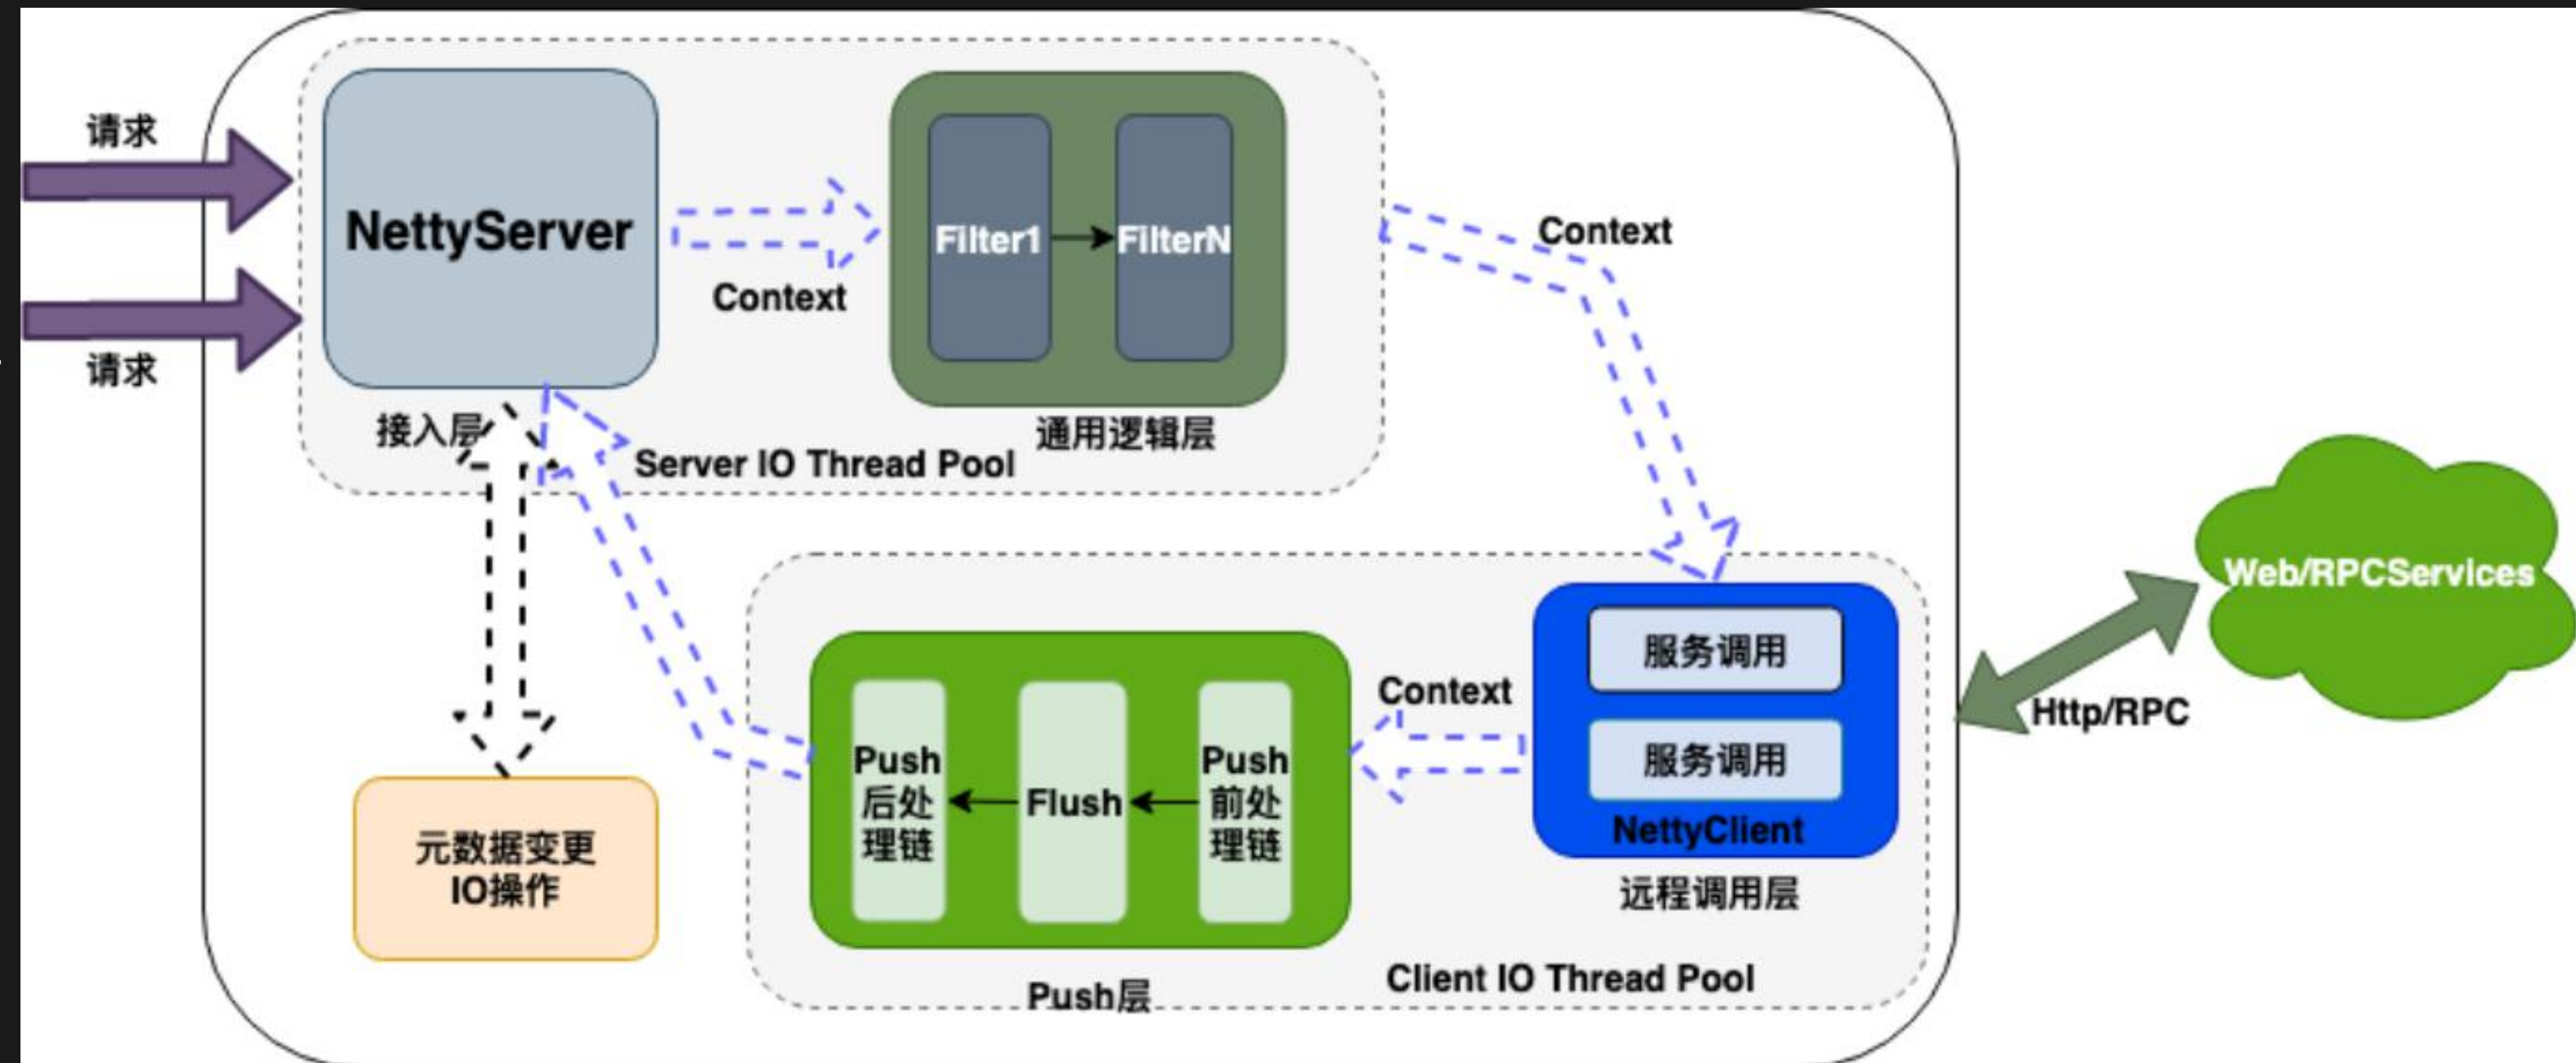 请求
请求
NettyServer
接入层
Context
Filter1
FilterN
通用逻辑层
Server IO Thread Pool
Context
服务调用
服务调用
NettyClient
远程调用层
Context
Push
前处
理链
Flush
Push
后处
理链
Push层
Client IO Thread Pool
元数据变更
IO操作
Http/RPC
Web/RPCServices